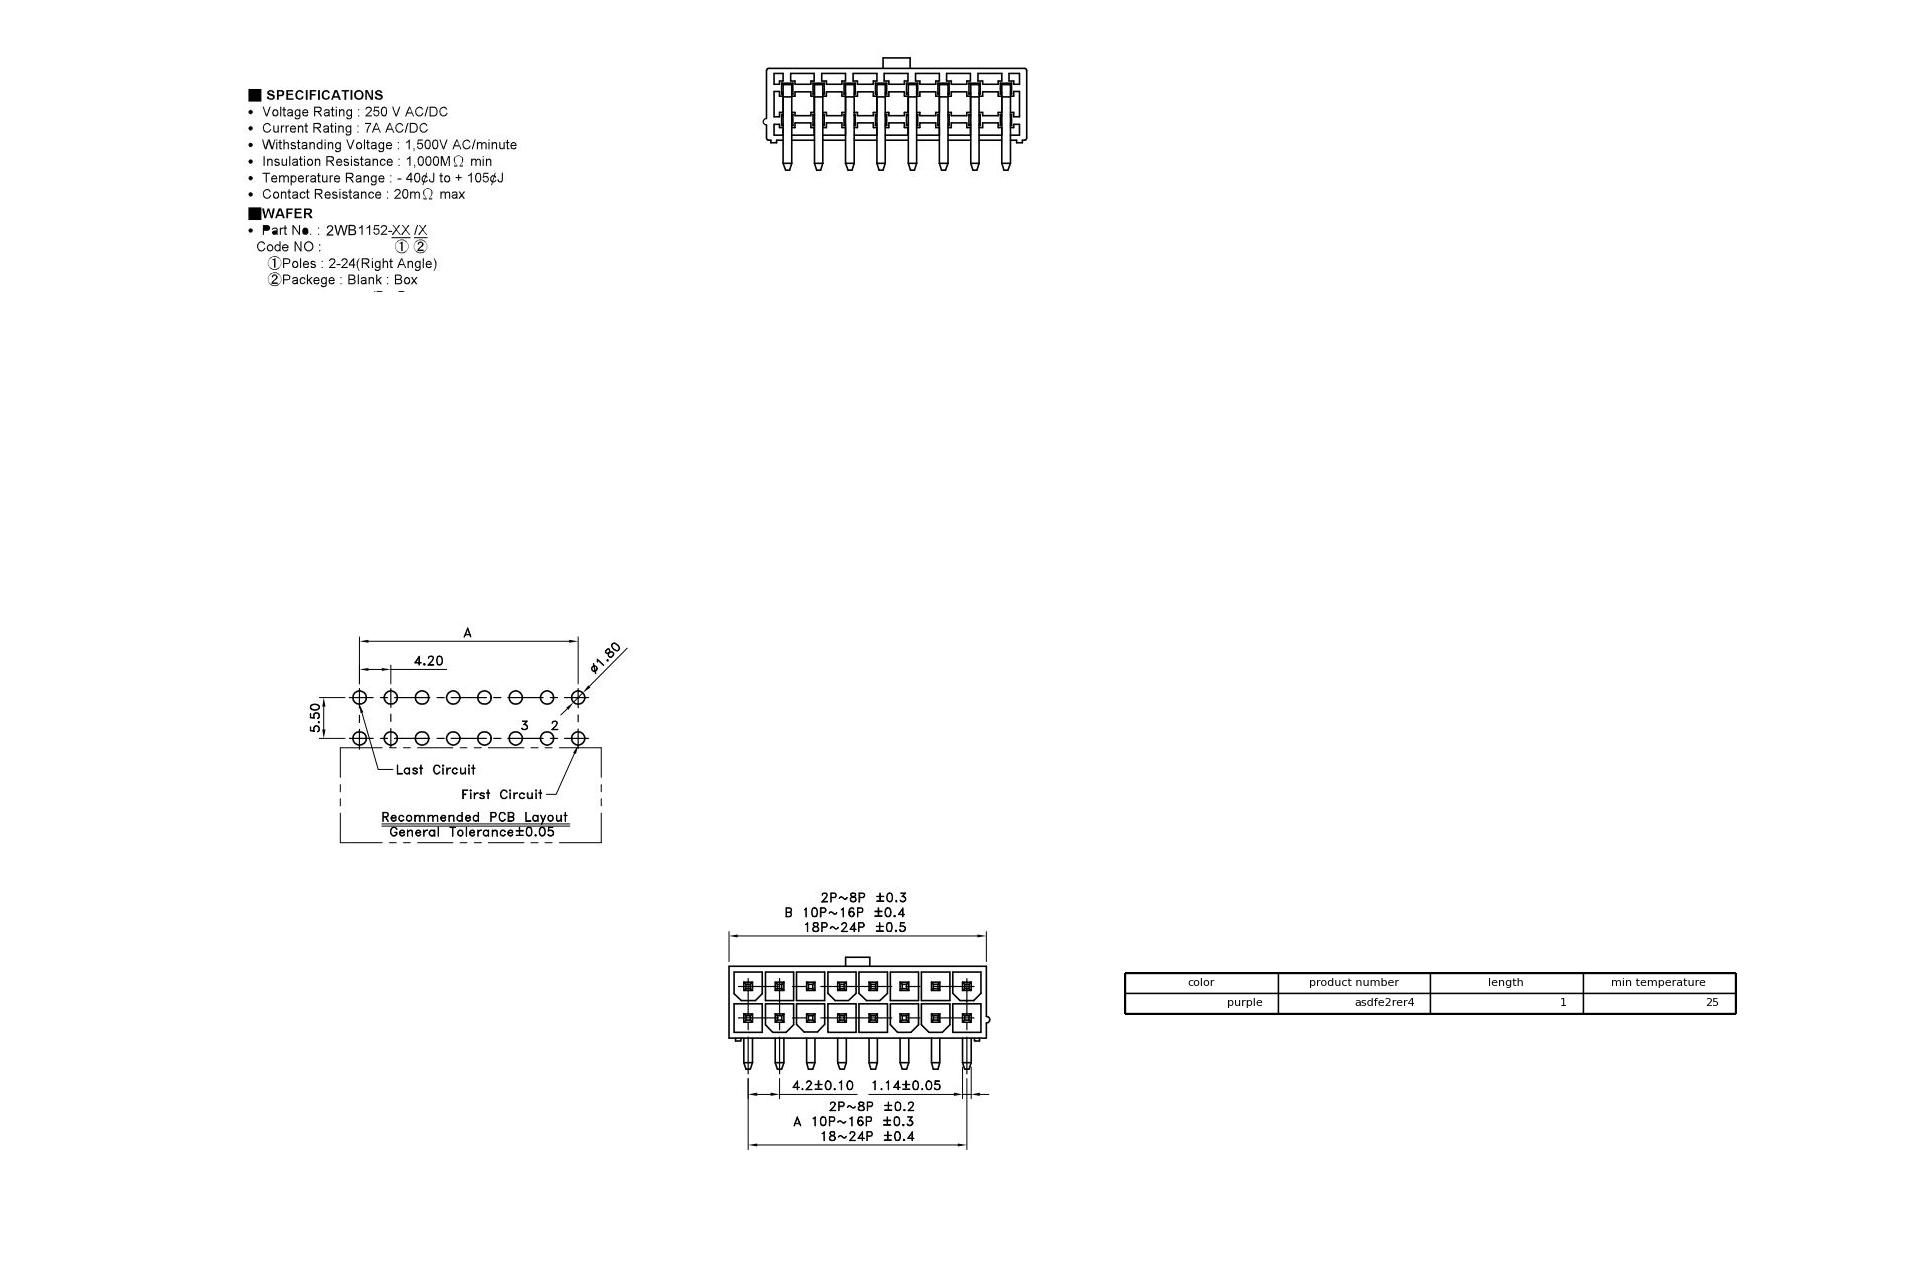 ■ SPECIFICATIONS
• Voltage Rating : 250 V AC/DC
• Current Rating : 7A AC/DC
• Withstanding Voltage : 1,500V AC/minute
• Insulation Resistance : 1,000MΩ min
• Temperature Range : - 40¢J to + 105¢J
• Contact Resistance : 20mΩ max
■WAFER
• Part No. : 2WB1152-XX /X
Code NO : ① ②
①Poles : 2-24(Right Angle)
②Packege : Blank : Box
A
4.20
ø1.80
5.50
3 2
Last Circuit
First Circuit
Recommended PCB Layout
General Tolerance±0.05
2P~8P ±0.3
B 10P~16P ±0.4
18P~24P ±0.5
4.2±0.10 1.14±0.05
2P~8P ±0.2
A 10P~16P ±0.3
18~24P ±0.4
color product number length min temperature
purple asdfe2rer4 1 25